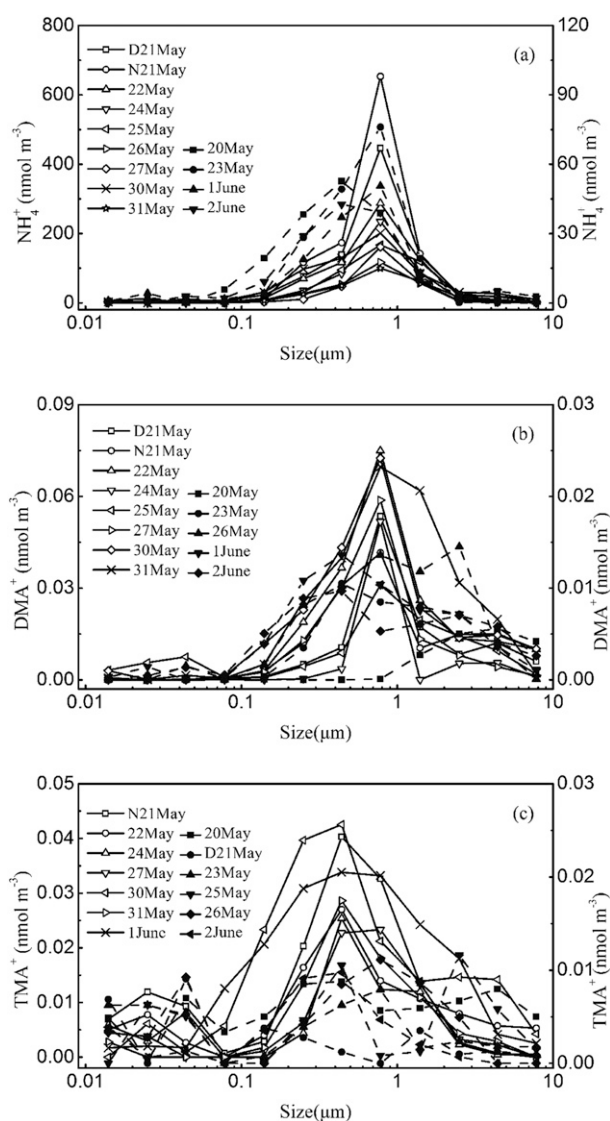 800
600
400
200
0
NH₄⁺ (nmol m⁻³)
D21May
N21May
22May
24May
25May
26May
27May
30May
31May
20May
23May
1June
2June
(a)
120
90
60
30
0
NH₄⁺ (nmol m⁻³)
0.01 0.1 1 10
Size(μm)
0.09
0.06
0.03
0.00
DMA⁺ (nmol m⁻³)
D21May
N21May
22May
24May
25May
27May
30May
31May
20May
23May
26May
1June
2June
(b)
0.03
0.02
0.01
0.00
DMA⁺ (nmol m⁻³)
0.01 0.1 1 10
Size(μm)
0.05
0.04
0.03
0.02
0.01
0.00
TMA⁺ (nmol m⁻³)
N21May
22May
24May
27May
30May
31May
1June
20May
D21May
23May
25May
26May
2June
(c)
0.03
0.02
0.01
0.00
TMA⁺ (nmol m⁻³)
0.01 0.1 1 10
Size(μm)